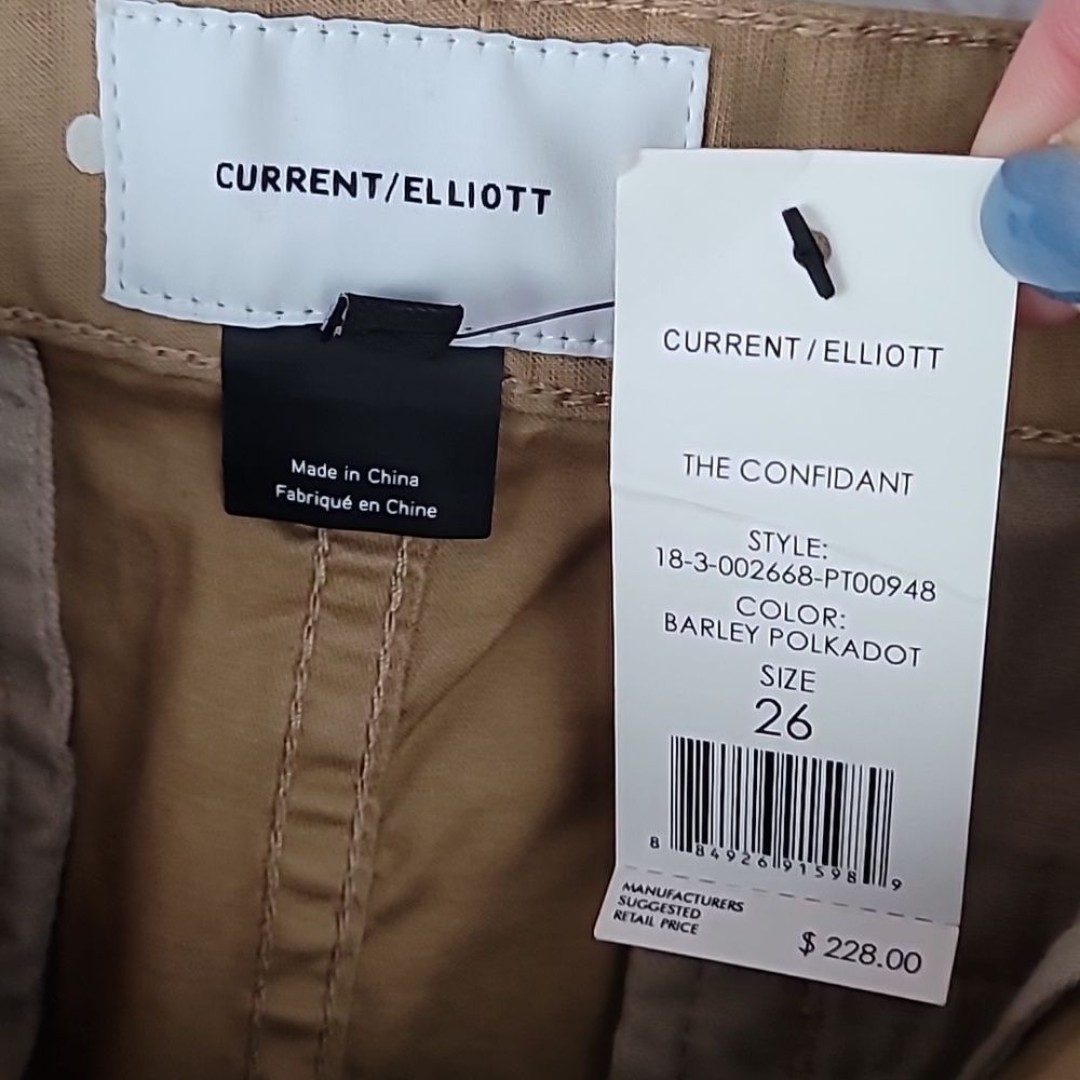 CURRENT/ELLIOTT
Made in China
Fabriqué en Chine
CURRENT/ELLIOTT
THE CONFIDANT
STYLE:
18-3-002668-PT00948
COLOR:
BARLEY POLKADOT
SIZE
26
8 84926 91598 9
MANUFACTURERS
SUGGESTED
RETAIL PRICE
$ 228.00